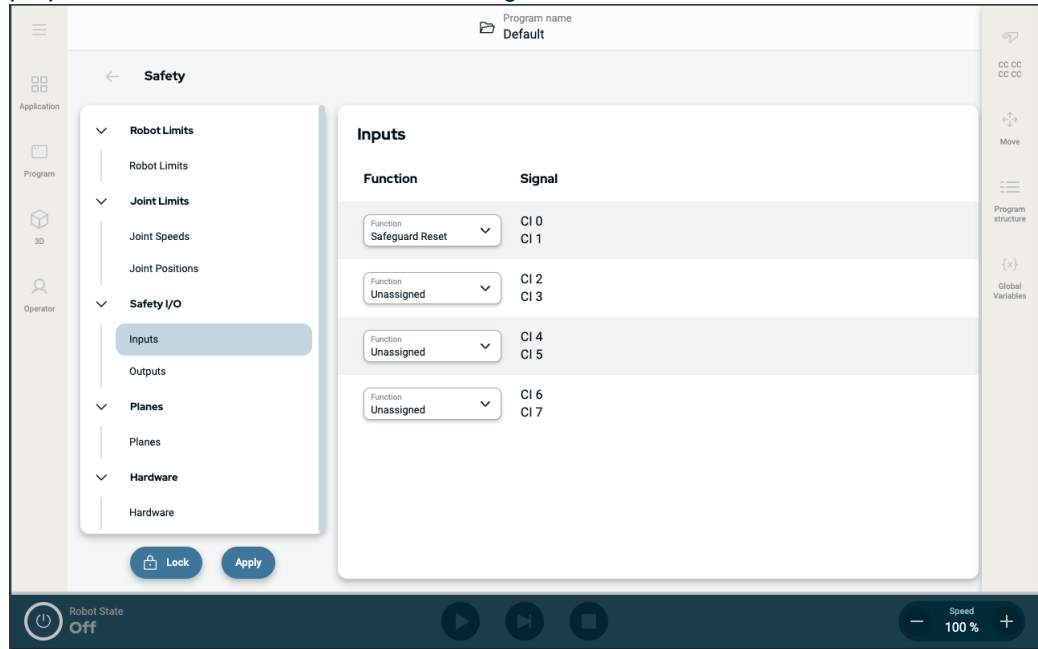 Program name
Default
Application
Program
3D
Operator
Safety
Robot Limits
Robot Limits
Joint Limits
Joint Speeds
Joint Positions
Safety I/O
Inputs
Outputs
Planes
Planes
Hardware
Hardware
Lock
Apply
Inputs
Function Signal
Function
Safeguard Reset
CI 0
CI 1
Function
Unassigned
CI 2
CI 3
Function
Unassigned
CI 4
CI 5
Function
Unassigned
CI 6
CI 7
CC CC
CC CC
Move
Program
structure
{x}
Global
Variables
Robot State
Off
Speed
100 %